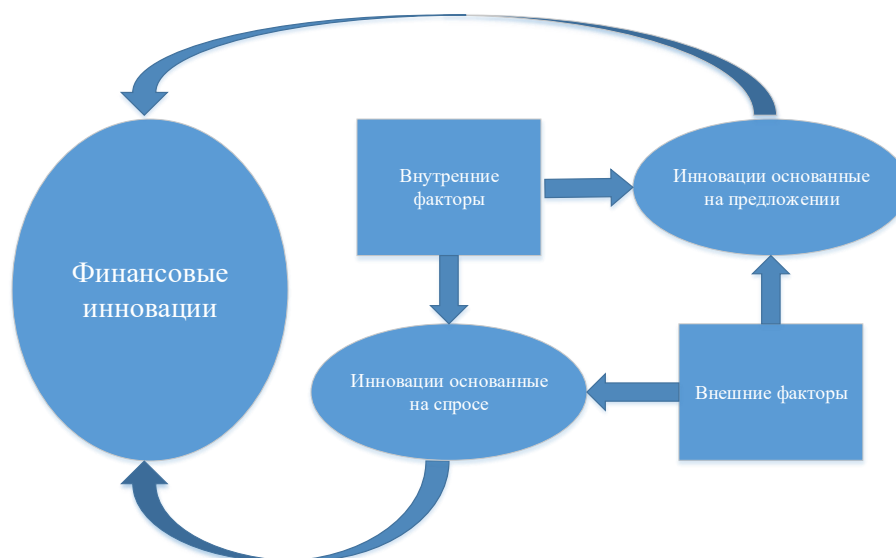 Финансовые
инновации
Внутренние
факторы
Инновации основанные
на предложении
Инновации основанные
на спросе
Внешние факторы